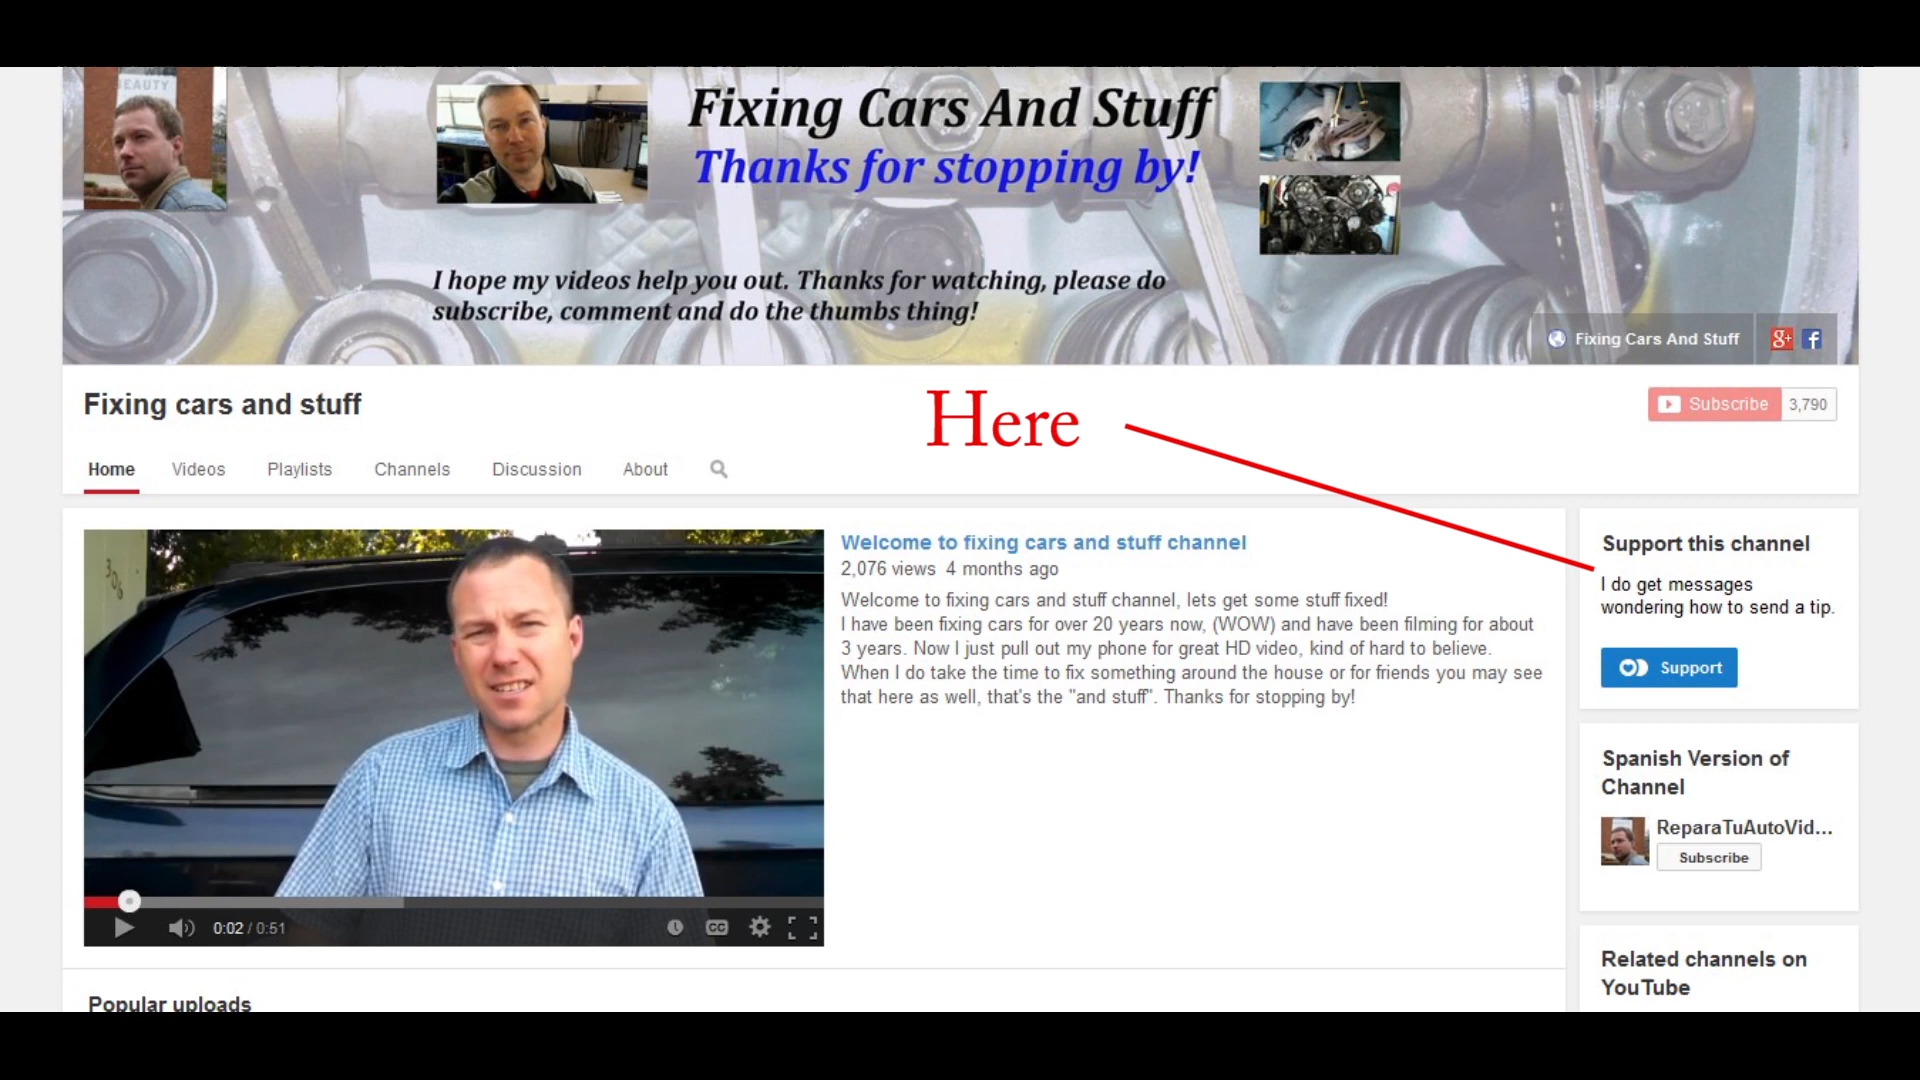 BEAUTY
Fixing Cars And Stuff
Thanks for stopping by!
I hope my videos help you out. Thanks for watching, please do
subscribe, comment and do the thumbs thing!
Fixing Cars And Stuff
g+ f
Fixing cars and stuff
Here
Subscribe 3,790
Home Videos Playlists Channels Discussion About
306
Welcome to fixing cars and stuff channel
2,076 views 4 months ago
Welcome to fixing cars and stuff channel, lets get some stuff fixed!
I have been fixing cars for over 20 years now, (WOW) and have been filming for about
3 years. Now I just pull out my phone for great HD video, kind of hard to believe.
When I do take the time to fix something around the house or for friends you may see
that here as well, that's the "and stuff". Thanks for stopping by!
0:02 / 0:51
CC
Support this channel
I do get messages
wondering how to send a tip.
Support
Spanish Version of
Channel
ReparaTuAutoVid...
Subscribe
Related channels on
YouTube
Popular uploads